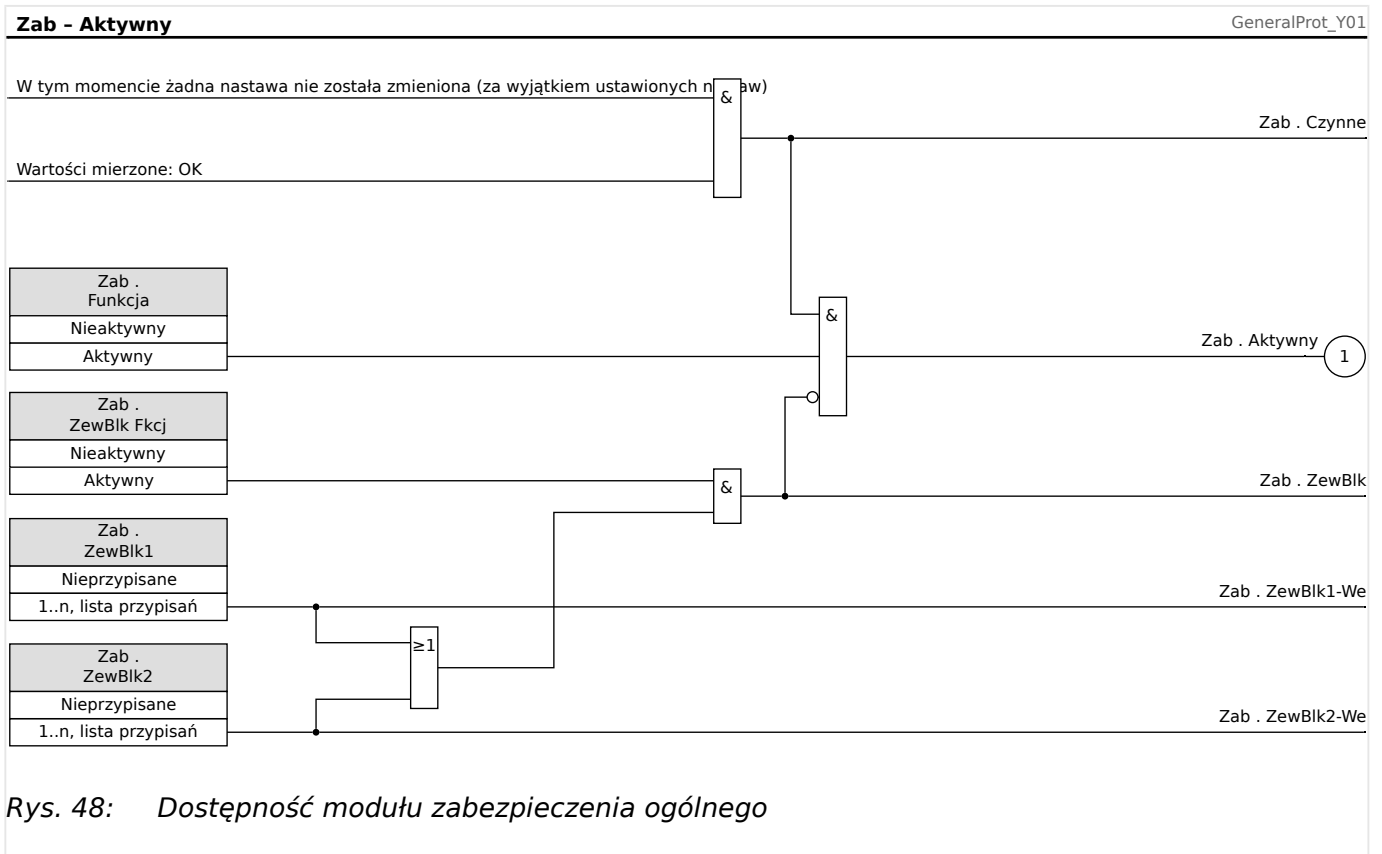 Zab – Aktywny
GeneralProt_Y01
W tym momencie żadna nastawa nie została zmieniona (za wyjątkiem ustawionych n aw)
&
Zab . Czynne
Wartości mierzone: OK
Zab .
Funkcja
Nieaktywny
Aktywny
&
Zab . Aktywny
1
Zab .
ZewBlk Fkcj
Nieaktywny
Aktywny
&
Zab . ZewBlk
Zab .
ZewBlk1
Nieprzypisane
1..n, lista przypisań
Zab . ZewBlk1-We
≥1
Zab .
ZewBlk2
Nieprzypisane
1..n, lista przypisań
Zab . ZewBlk2-We
Rys. 48: Dostępność modułu zabezpieczenia ogólnego